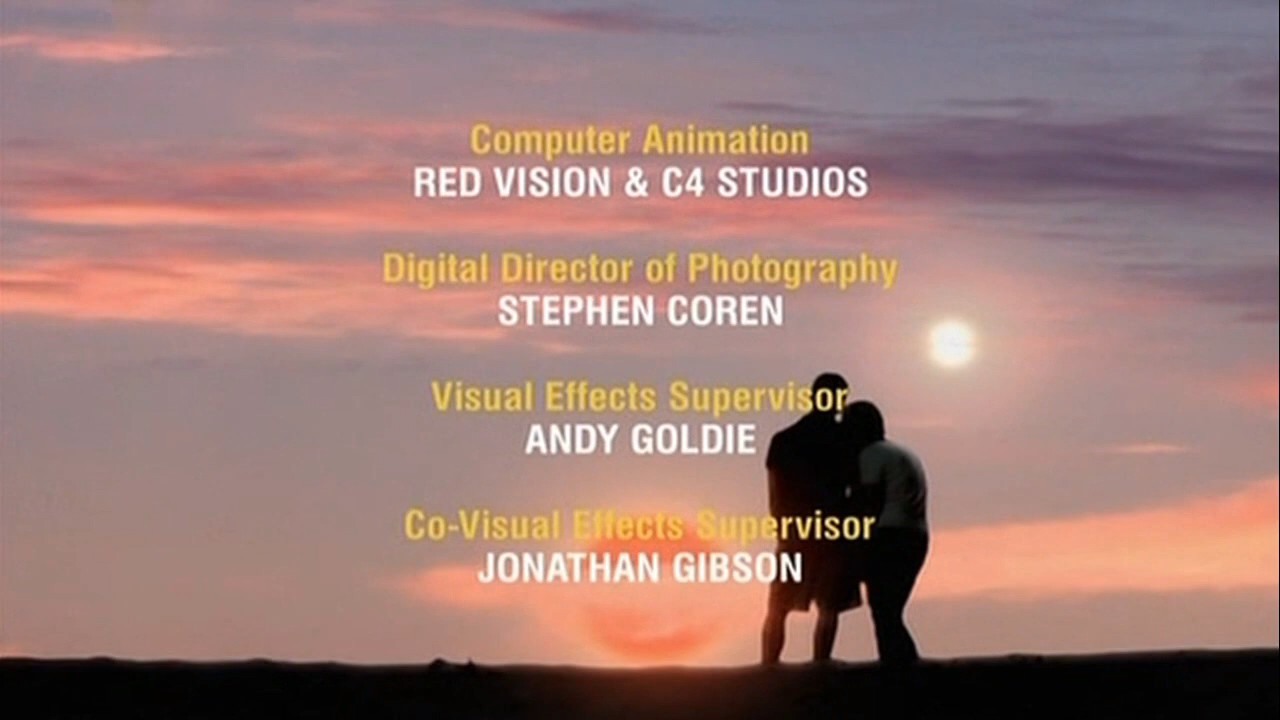 Computer Animation
RED VISION & C4 STUDIOS
Digital Director of Photography
STEPHEN COREN
Visual Effects Supervisor
ANDY GOLDIE
Co-Visual Effects Supervisor
JONATHAN GIBSON